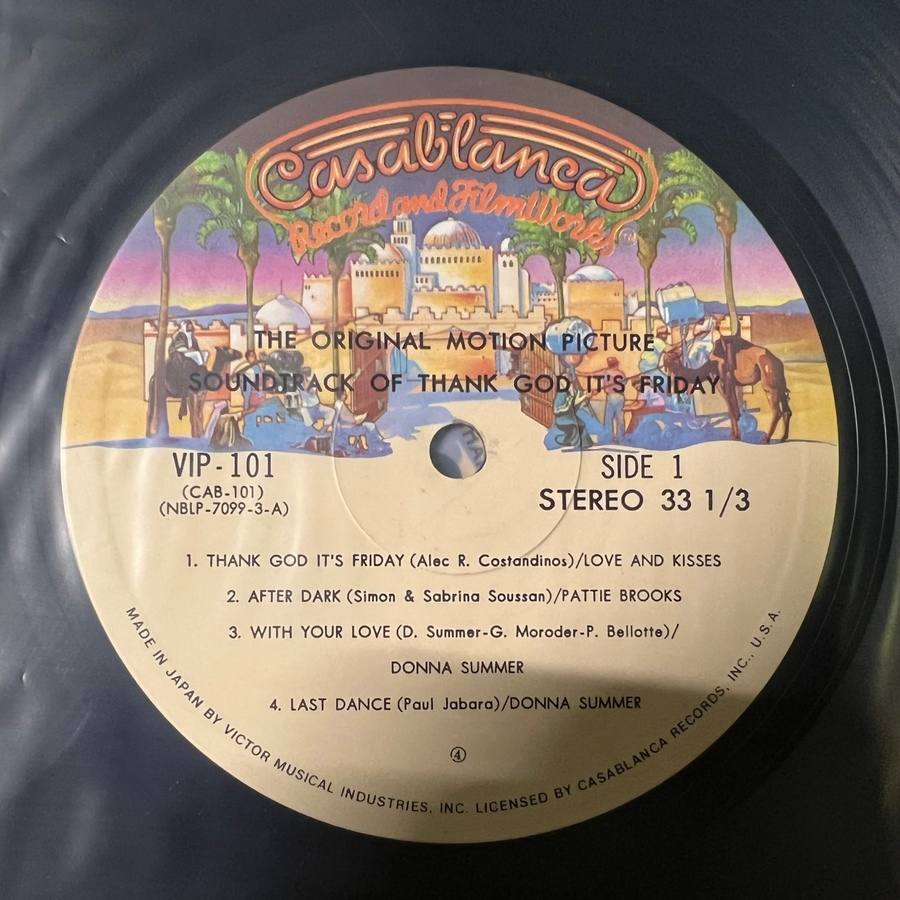 Casablanca
Record and FilmWorks
THE ORIGINAL MOTION PICTURE
SOUNDTRACK OF THANK GOD IT'S FRIDAY
VIP-101
(CAB-101)
(NBLP-7099-3-A)
SIDE 1
STEREO 33 1/3
1. THANK GOD IT'S FRIDAY (Alec R. Costandinos)/LOVE AND KISSES
2. AFTER DARK (Simon & Sabrina Soussan)/PATTIE BROOKS
3. WITH YOUR LOVE (D. Summer-G. Moroder-P. Bellotte)/
DONNA SUMMER
4. LAST DANCE (Paul Jabara)/DONNA SUMMER
④
MADE IN JAPAN BY VICTOR MUSICAL INDUSTRIES, INC. LICENSED BY CASABLANCA RECORDS, INC., U.S.A.